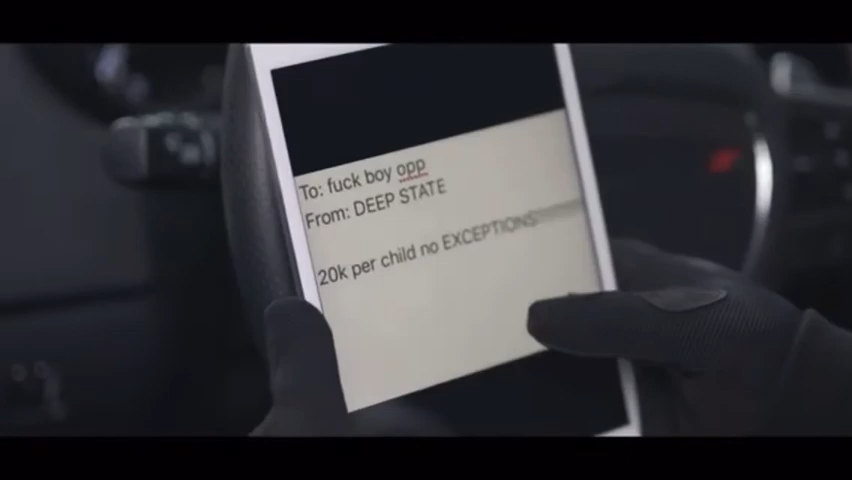 To: fuck boy opp
From: DEEP STATE
20k per child no EXCEPTIONS